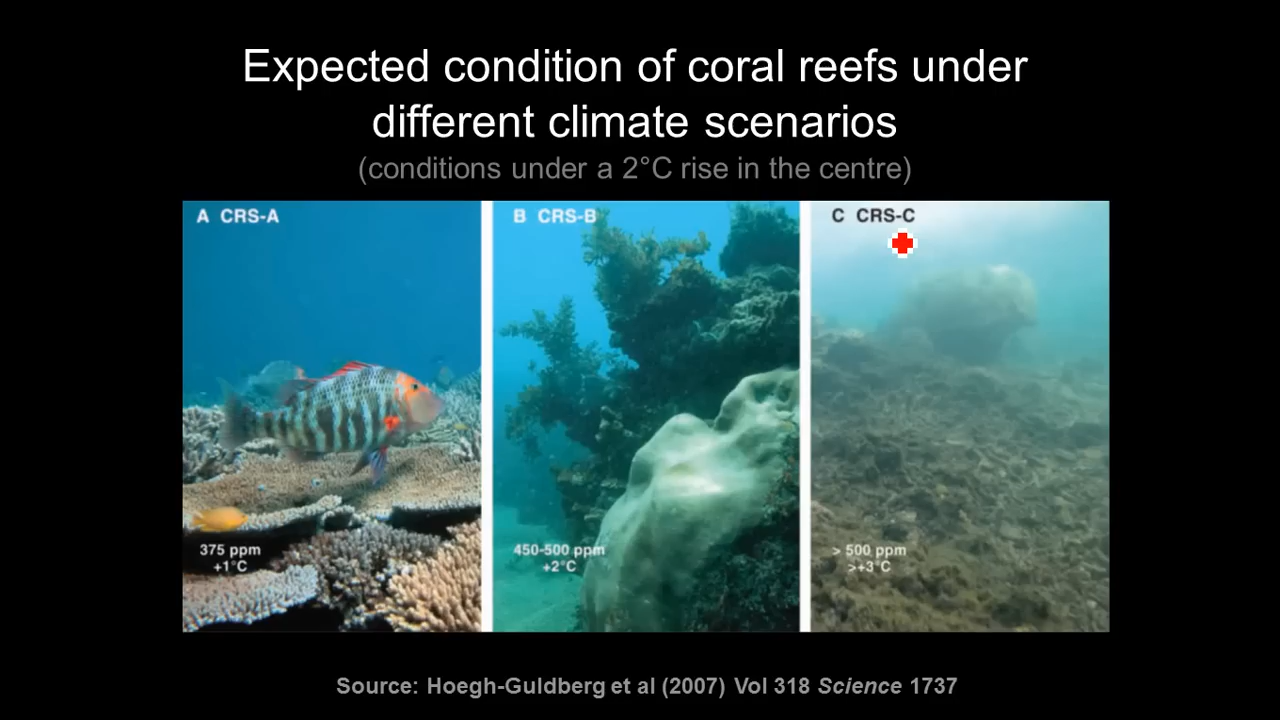 Expected condition of coral reefs under
different climate scenarios
(conditions under a 2°C rise in the centre)
A CRS-A
B CRS-B
C CRS-C
375 ppm
+1°C
450-500 ppm
+2°C
> 500 ppm
>+3°C
Source: Hoegh-Guldberg et al (2007) Vol 318 Science 1737